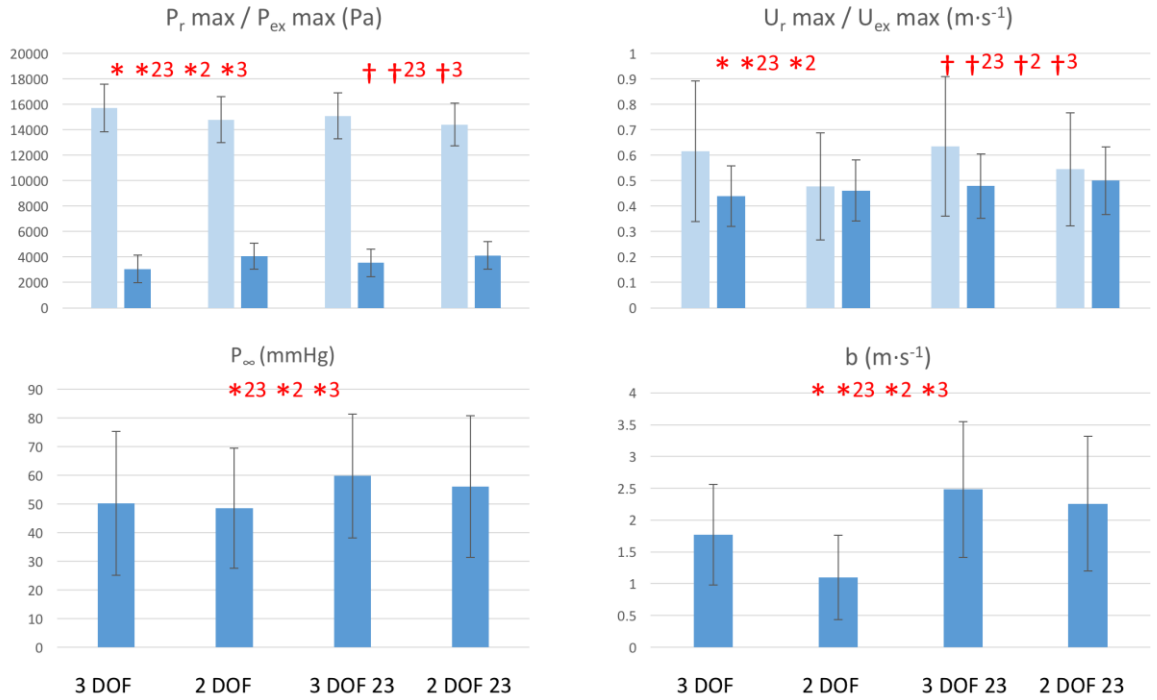 P_r max / P_ex max (Pa)
20000
18000
16000
14000
12000
10000
8000
6000
4000
2000
0
* *23 *2 *3
† †23 †3
U_r max / U_ex max (m·s⁻¹)
1
0.9
0.8
0.7
0.6
0.5
0.4
0.3
0.2
0.1
0
* *23 *2
† †23 †2 †3
P_∞ (mmHg)
90
80
70
60
50
40
30
20
10
0
*23 *2 *3
3 DOF
2 DOF
3 DOF 23
2 DOF 23
b (m·s⁻¹)
4
3.5
3
2.5
2
1.5
1
0.5
0
* *23 *2 *3
3 DOF
2 DOF
3 DOF 23
2 DOF 23